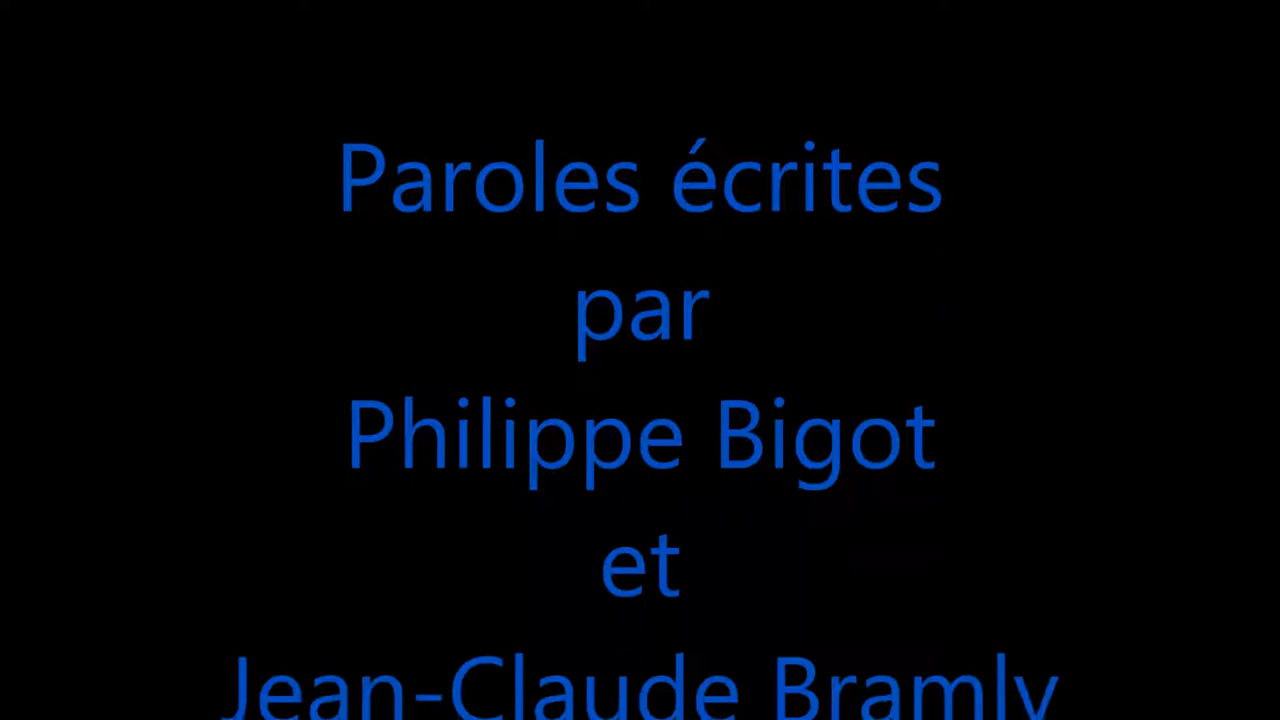 Paroles écrites
par
Philippe Bigot
et
Jean-Claude Bramly